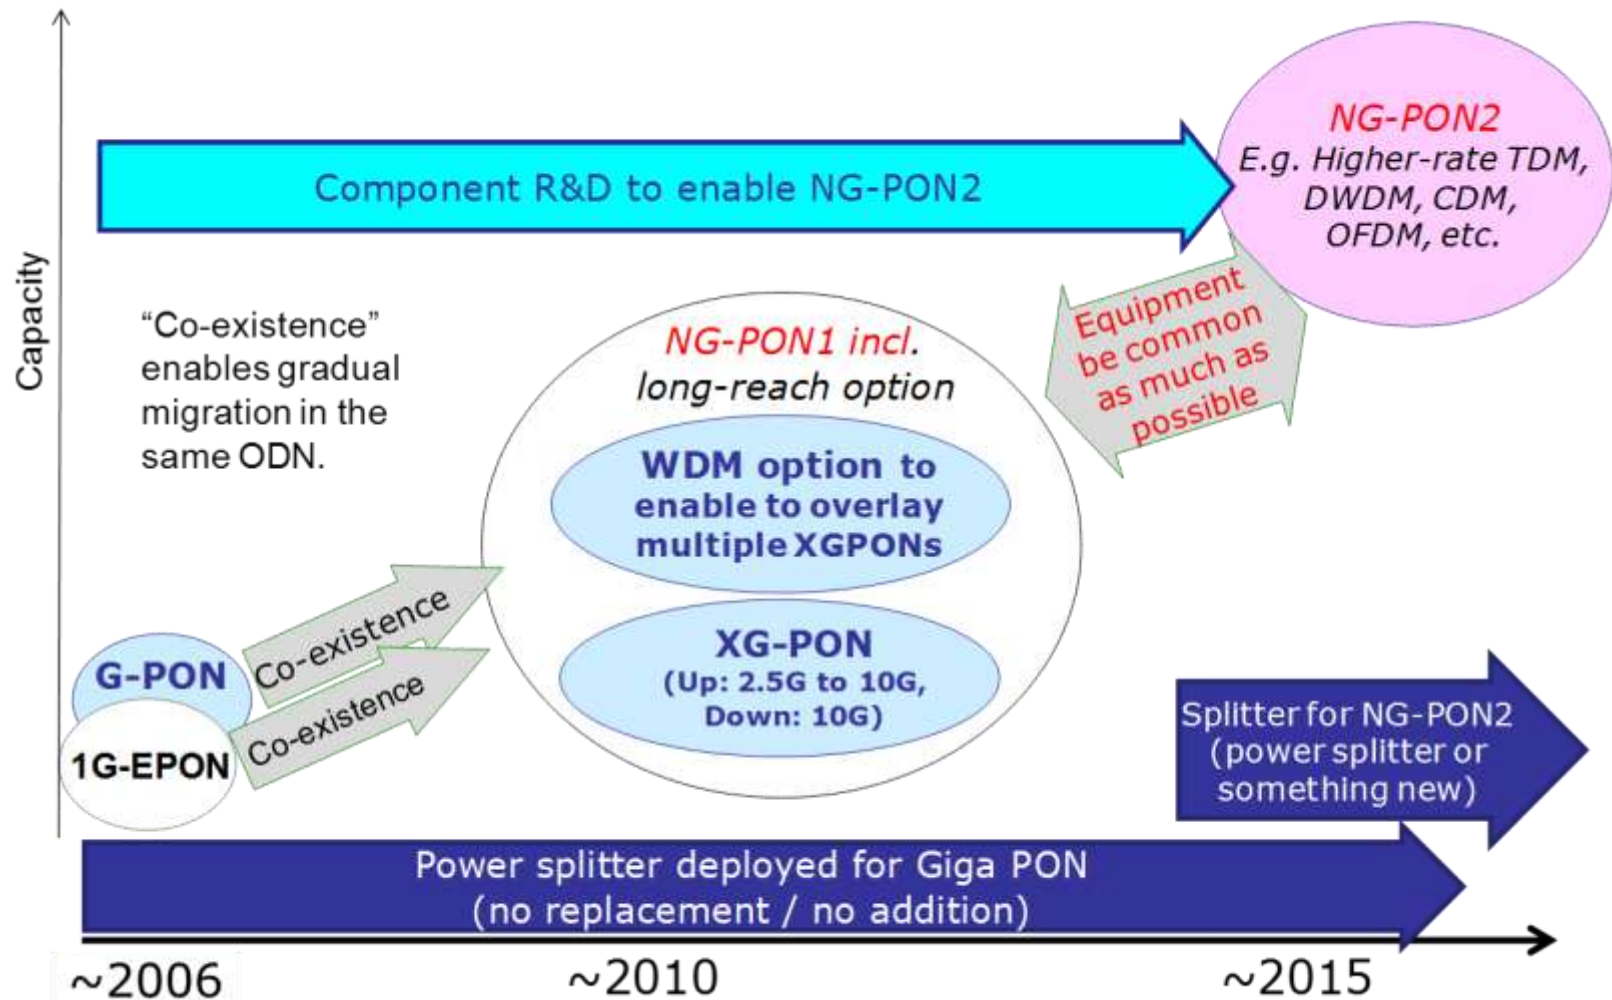 Capacity
NG-PON2
E.g. Higher-rate TDM,
DWDM, CDM,
OFDM, etc.
Component R&D to enable NG-PON2
“Co-existence”
enables gradual
migration in the
same ODN.
NG-PON1 incl.
long-reach option
Equipment
be common
as much as
possible
WDM option to
enable to overlay
multiple XGPONs
XG-PON
(Up: 2.5G to 10G,
Down: 10G)
Co-existence
Co-existence
G-PON
1G-EPON
Splitter for NG-PON2
(power splitter or
something new)
Power splitter deployed for Giga PON
(no replacement / no addition)
~2006
~2010
~2015